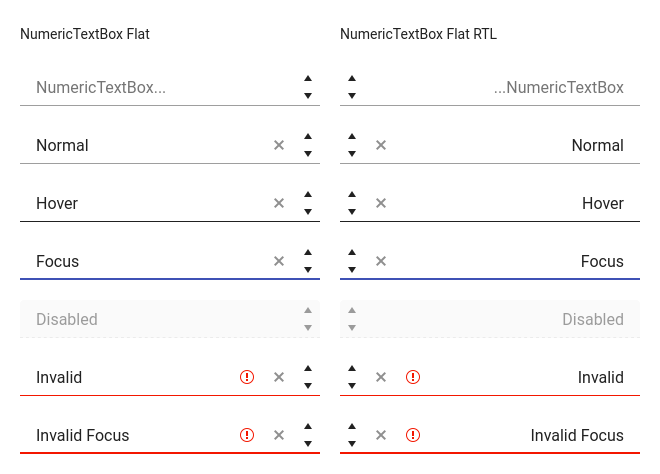 NumericTextBox Flat
NumericTextBox Flat RTL
NumericTextBox...
...NumericTextBox
Normal
Normal
Hover
Hover
Focus
Focus
Disabled
Disabled
Invalid
Invalid
Invalid Focus
Invalid Focus